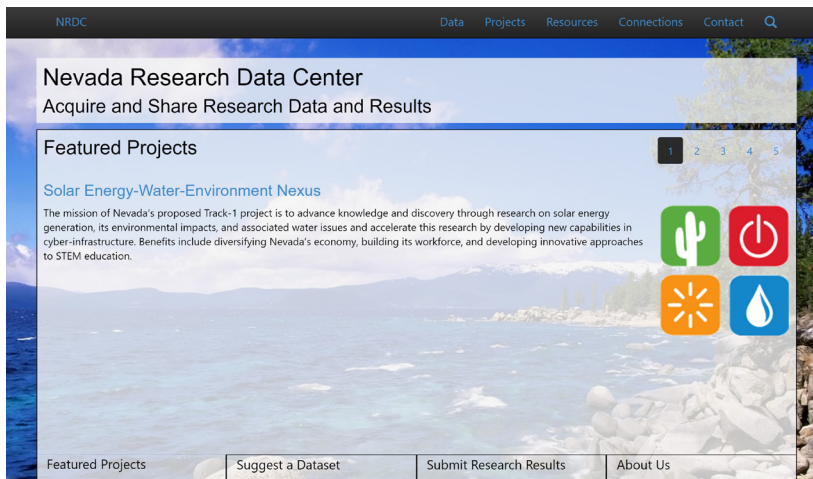 NRDC
Data Projects Resources Connections Contact
Nevada Research Data Center
Acquire and Share Research Data and Results
Featured Projects
1 2 3 4 5
Solar Energy-Water-Environment Nexus
The mission of Nevada's proposed Track-1 project is to advance knowledge and discovery through research on solar energy
generation, its environmental impacts, and associated water issues and accelerate this research by developing new capabilities in
cyber-infrastructure. Benefits include diversifying Nevada's economy, building its workforce, and developing innovative approaches
to STEM education.
Featured Projects Suggest a Dataset Submit Research Results About Us